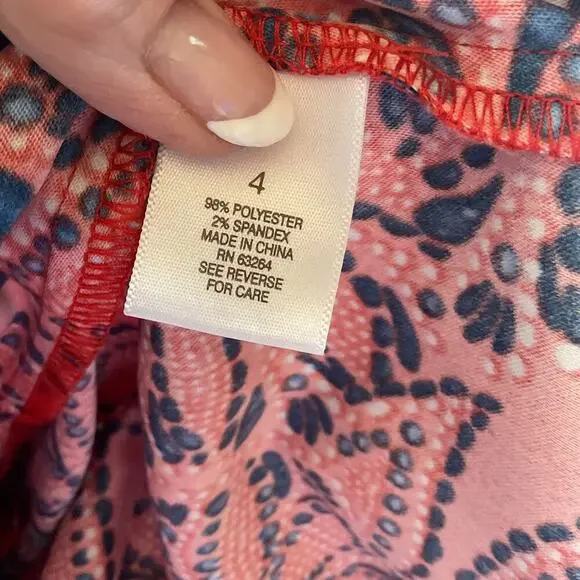 4
98% POLYESTER
2% SPANDEX
MADE IN CHINA
RN 63264
SEE REVERSE
FOR CARE